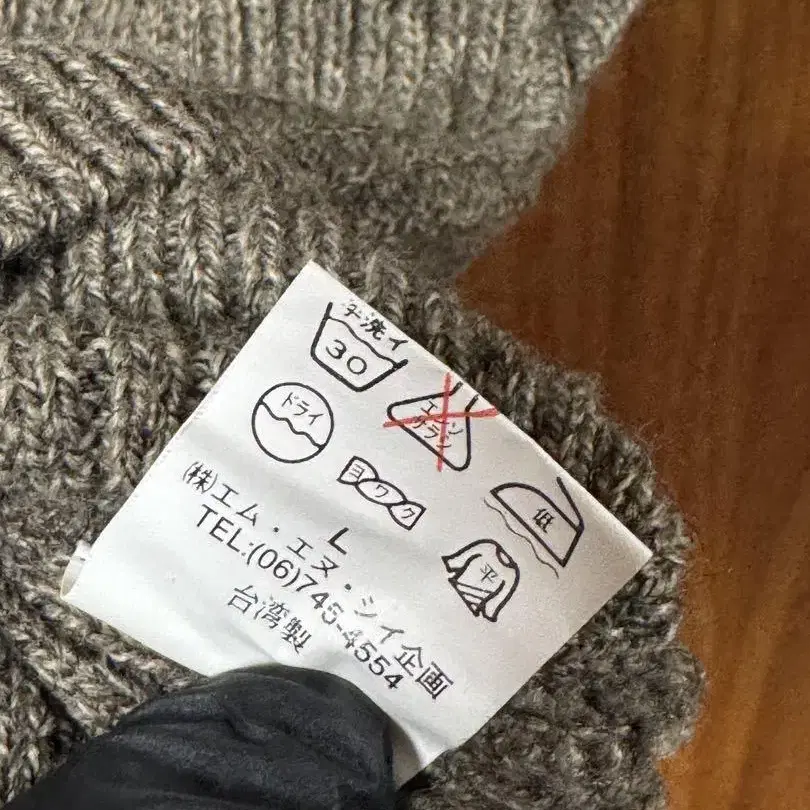 手洗イ
30
エンソ
サラシ
ドライ
ヨワク
低
平
L
(株)エム・エヌ・シイ企画
TEL:(06)745-4554
台湾製